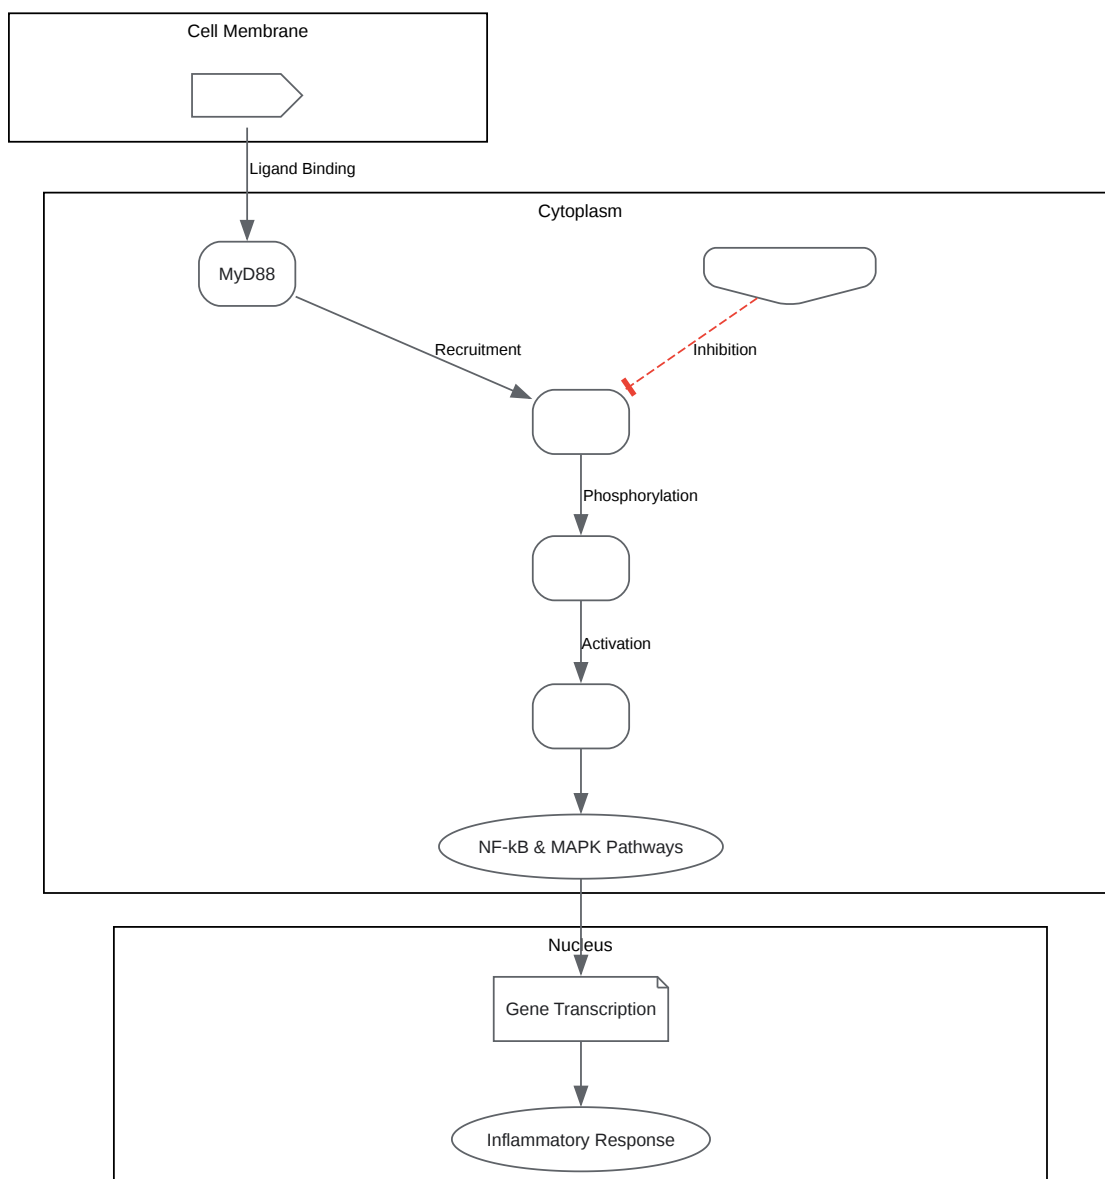 Cell Membrane
Ligand Binding
Cytoplasm
MyD88
Recruitment
Inhibition
Phosphorylation
Activation
NF-kB & MAPK Pathways
Nucleus
Gene Transcription
Inflammatory Response